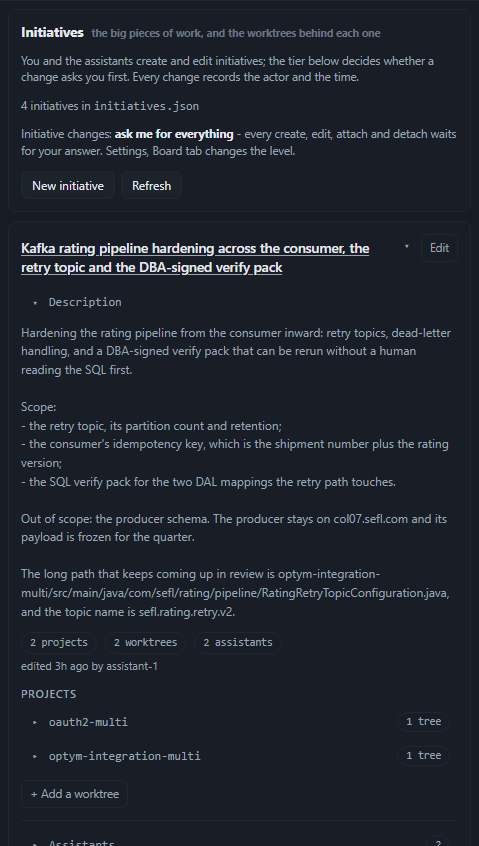 Initiatives the big pieces of work, and the worktrees behind each one
You and the assistants create and edit initiatives; the tier below decides whether a
change asks you first. Every change records the actor and the time.
4 initiatives in initiatives.json
Initiative changes: ask me for everything - every create, edit, attach and detach waits
for your answer. Settings, Board tab changes the level.
New initiative Refresh
Kafka rating pipeline hardening across the consumer, the
retry topic and the DBA-signed verify pack
Edit
Description
Hardening the rating pipeline from the consumer inward: retry topics, dead-letter
handling, and a DBA-signed verify pack that can be rerun without a human
reading the SQL first.
Scope:
- the retry topic, its partition count and retention;
- the consumer's idempotency key, which is the shipment number plus the rating
version;
- the SQL verify pack for the two DAL mappings the retry path touches.
Out of scope: the producer schema. The producer stays on col07.sefl.com and its
payload is frozen for the quarter.
The long path that keeps coming up in review is optym-integration-
multi/src/main/java/com/sefl/rating/pipeline/RatingRetryTopicConfiguration.java,
and the topic name is sefl.rating.retry.v2.
2 projects 2 worktrees 2 assistants
edited 3h ago by assistant-1
PROJECTS
oauth2-multi 1 tree
optym-integration-multi 1 tree
+ Add a worktree
Assistants 2